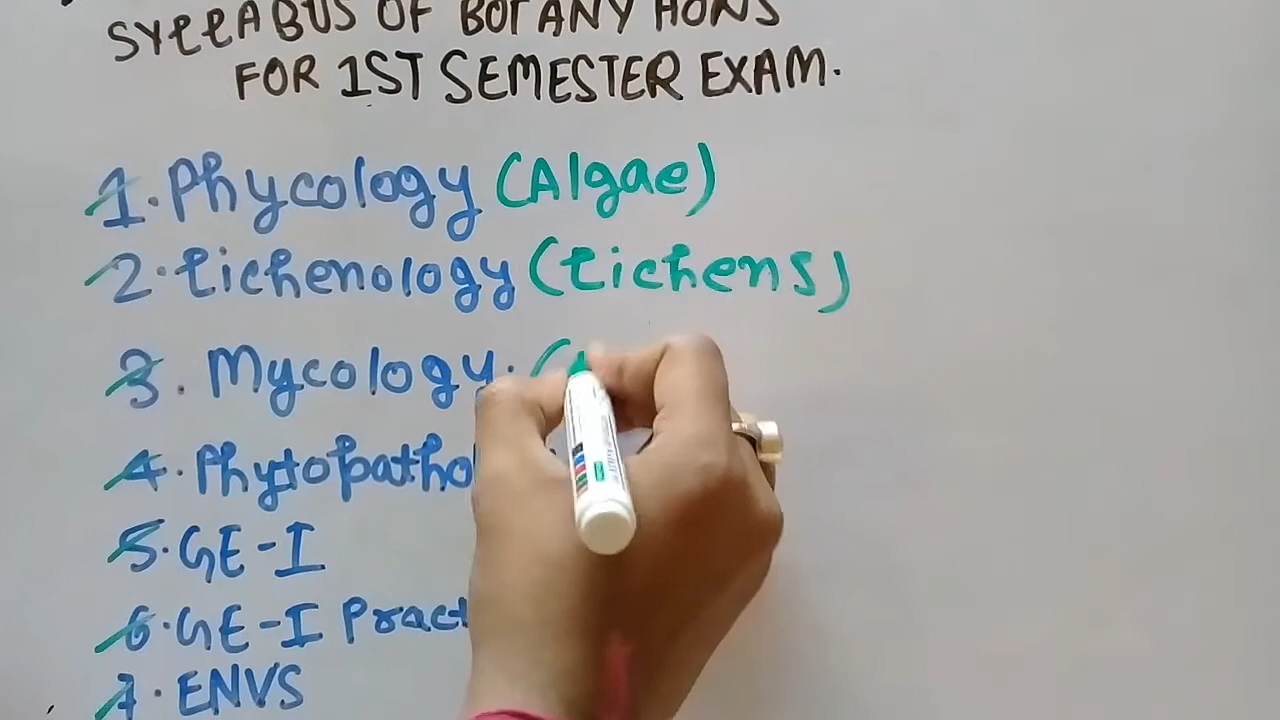 SYLLABUS OF BOTANY HONS
FOR 1ST SEMESTER EXAM.
1. Phycology (Algae)
2. Lichenology (Lichens)
3. Mycology. (
4. Phytopatho
5. GE-I
6. GE-I Pract
7. ENVS